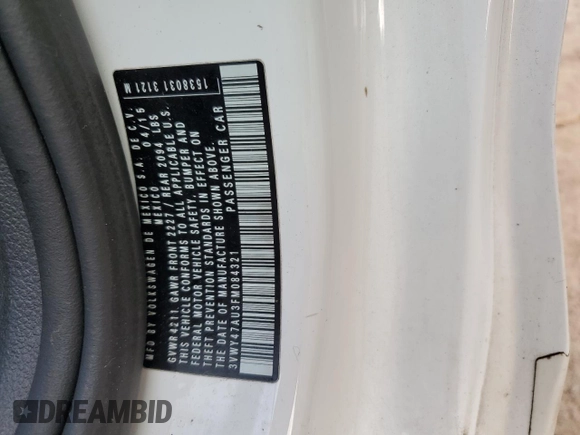 MFD BY VOLKSWAGEN DE MEXICO S.A. DE C.V.
MEXICO 04/15
GVWR 4211 GAWR FRONT 2227/ REAR 2094 LBS
THIS VEHICLE CONFORMS TO ALL APPLICABLE U.S.
FEDERAL MOTOR VEHICLE SAFETY, BUMPER AND
THEFT PREVENTION STANDARDS IN EFFECT ON
THE DATE OF MANUFACTURE SHOWN ABOVE.
3VWY47AU3FM084321 PASSENGER CAR
1538031 3121 M
DREAMBID